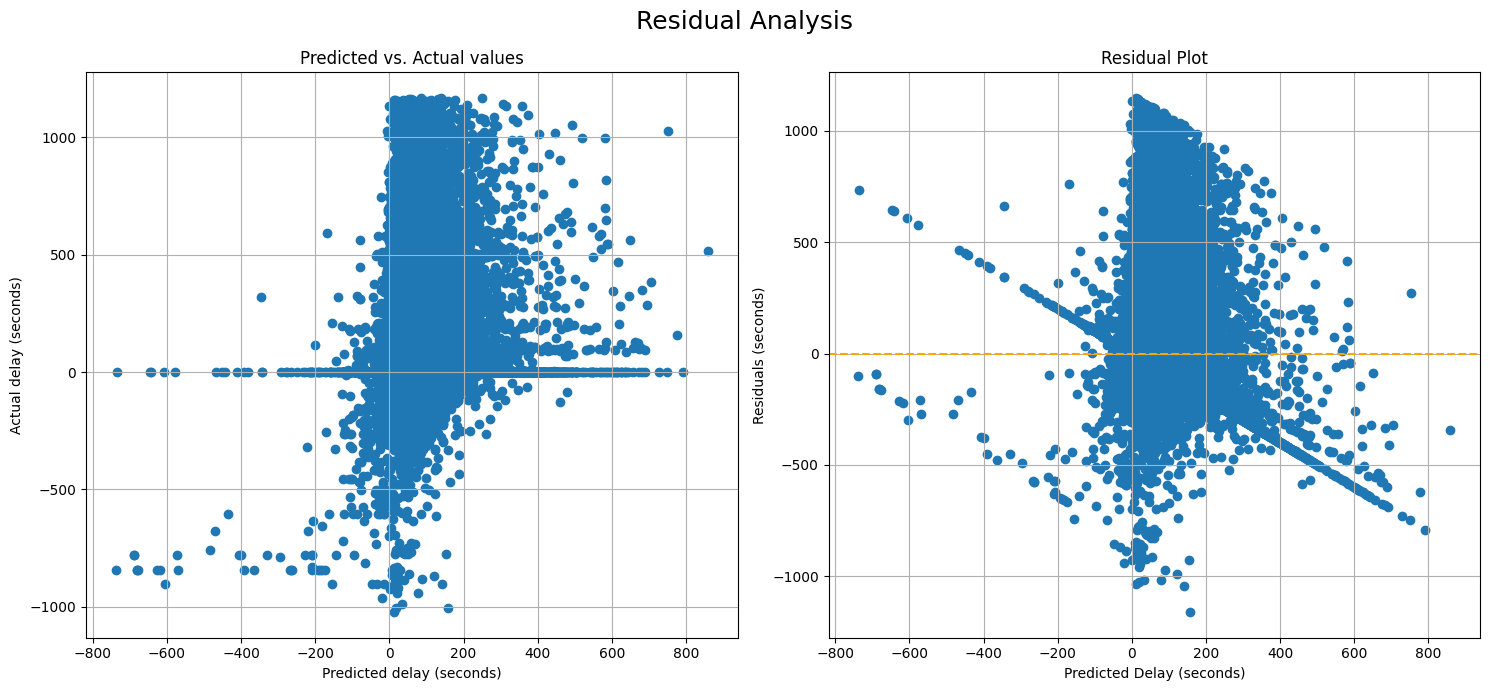 Residual Analysis
Predicted vs. Actual values
Actual delay (seconds)
1000
500
0
−500
−1000
−800 −600 −400 −200 0 200 400 600 800
Predicted delay (seconds)
Residual Plot
Residuals (seconds)
1000
500
0
−500
−1000
−800 −600 −400 −200 0 200 400 600 800
Predicted Delay (seconds)